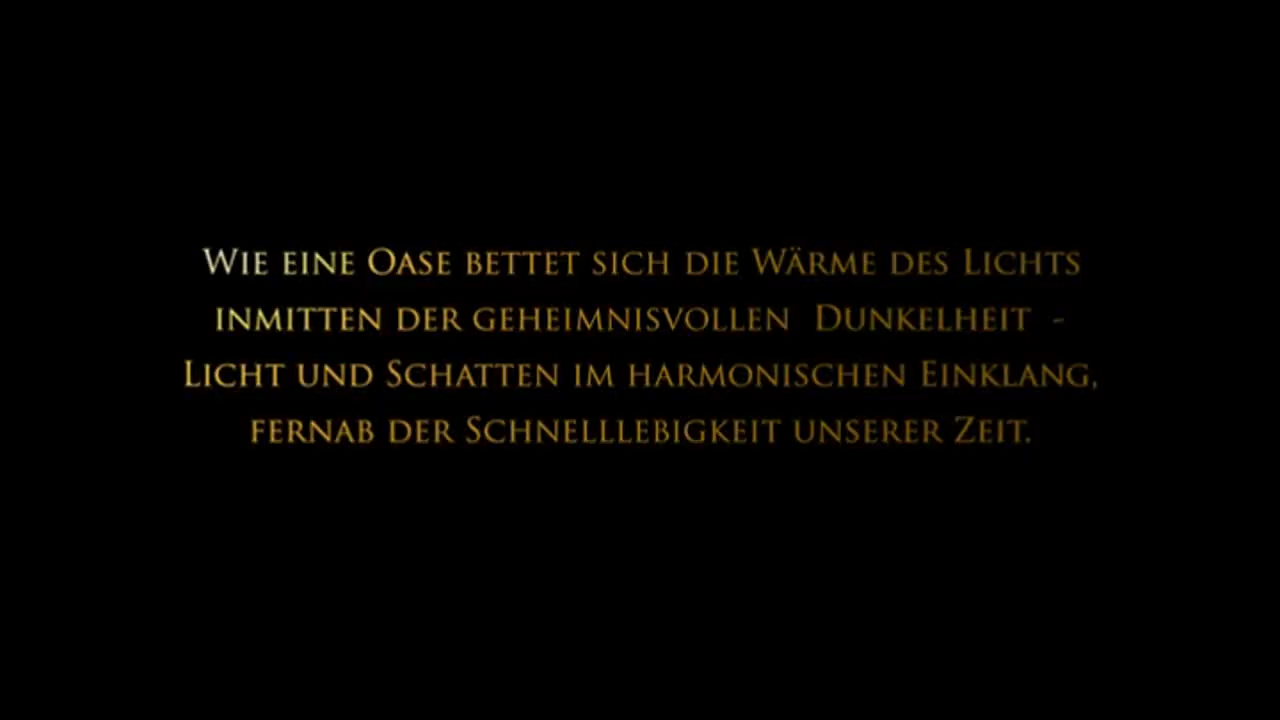 Wie eine Oase bettet sich die Wärme des Lichts
inmitten der geheimnisvollen Dunkelheit -
Licht und Schatten im harmonischen Einklang,
fernab der Schnelllebigkeit unserer Zeit.